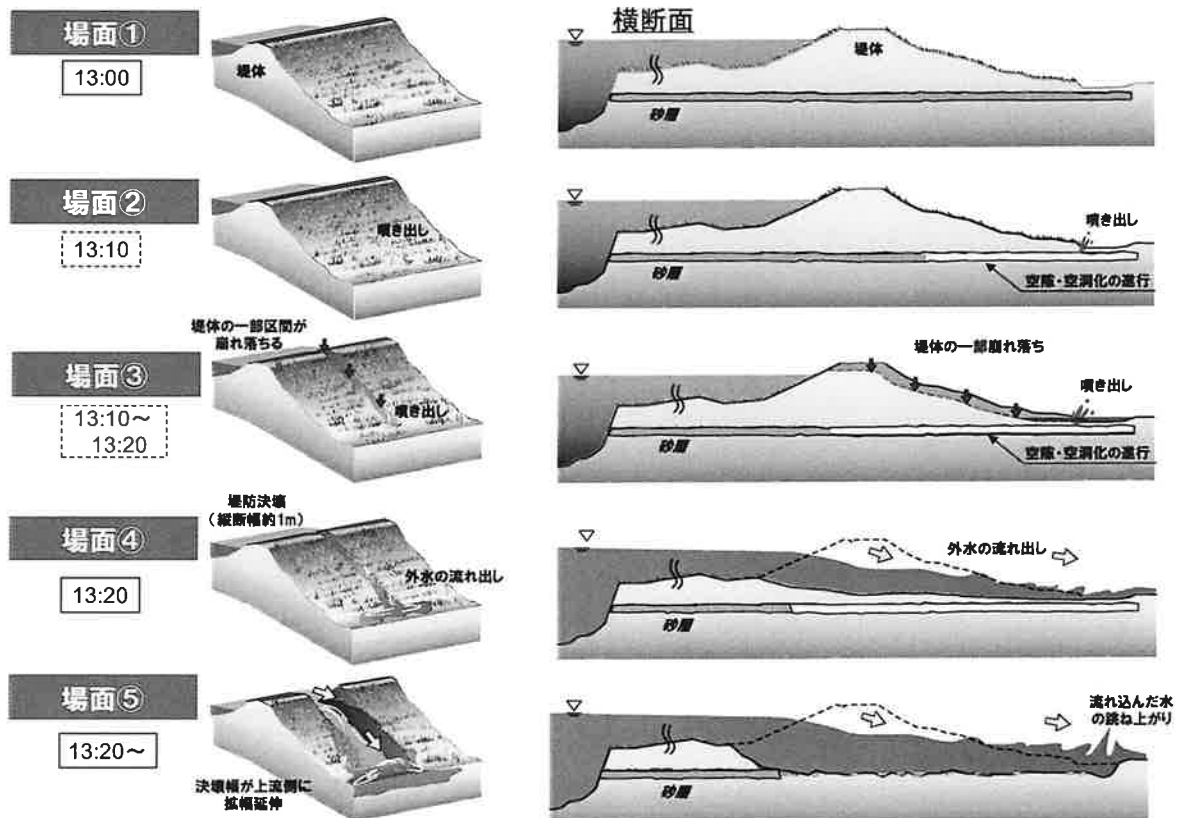 横断面
場面①
13:00
堤体
堤体
砂層
場面②
13:10
噴き出し
噴き出し
砂層
空隙・空洞化の進行
堤体の一部区間が
崩れ落ちる
場面③
13:10～
13:20
噴き出し
堤体の一部崩れ落ち
噴き出し
砂層
空隙・空洞化の進行
堤防決壊
(縦断幅約1m)
場面④
13:20
外水の流れ出し
外水の流れ出し
砂層
場面⑤
13:20～
決壊幅が上流側に
拡幅延伸
流れ込んだ水
の跳ね上がり
砂層